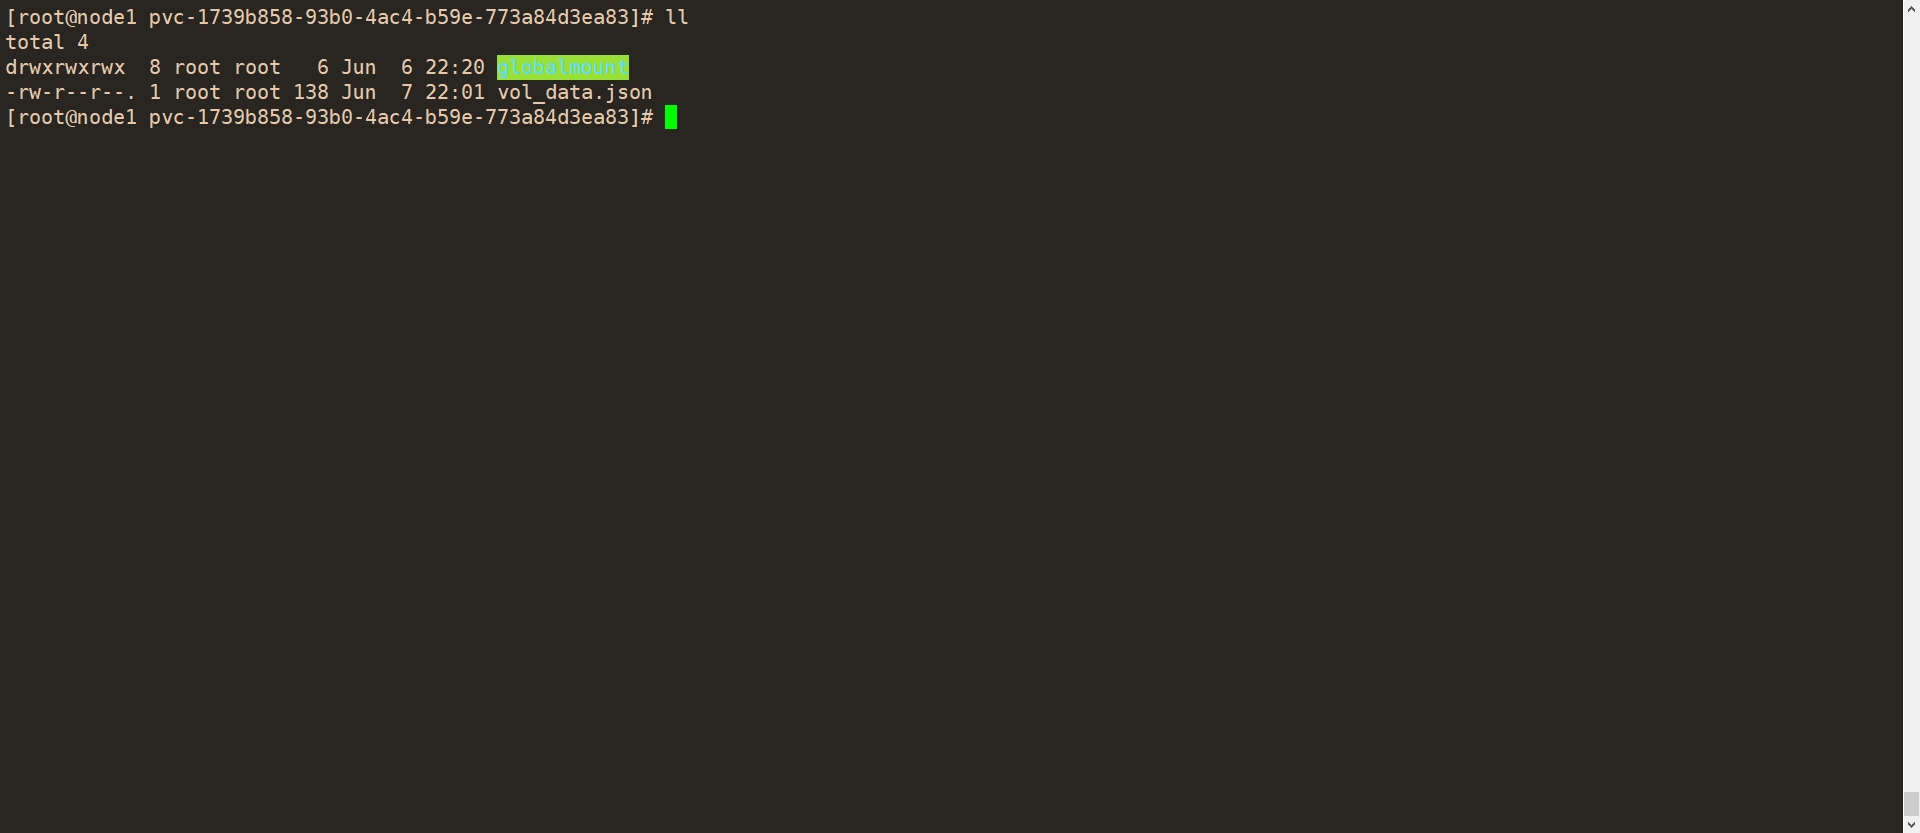 [root@node1 pvc-1739b858-93b0-4ac4-b59e-773a84d3ea83]# ll
total 4
drwxrwxrwx  8 root root   6 Jun  6 22:20 globalmount
-rw-r--r--. 1 root root 138 Jun  7 22:01 vol_data.json
[root@node1 pvc-1739b858-93b0-4ac4-b59e-773a84d3ea83]#